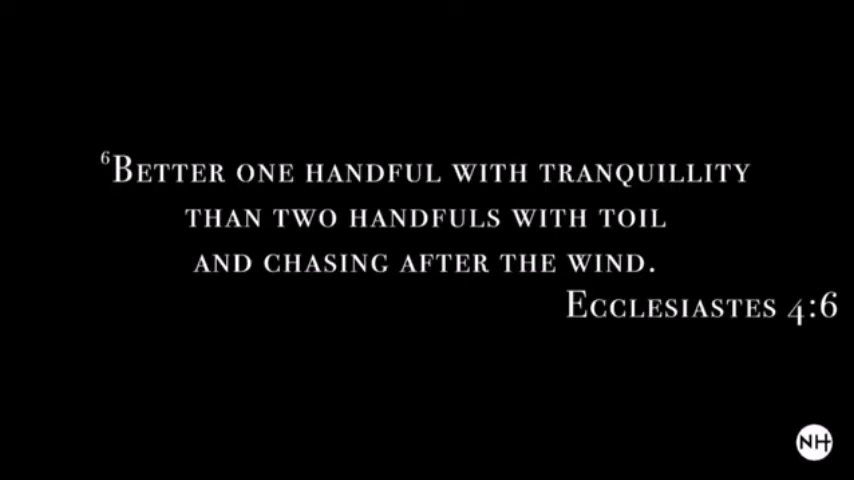 ⁶Better one handful with tranquillity
than two handfuls with toil
and chasing after the wind.
Ecclesiastes 4:6
NH